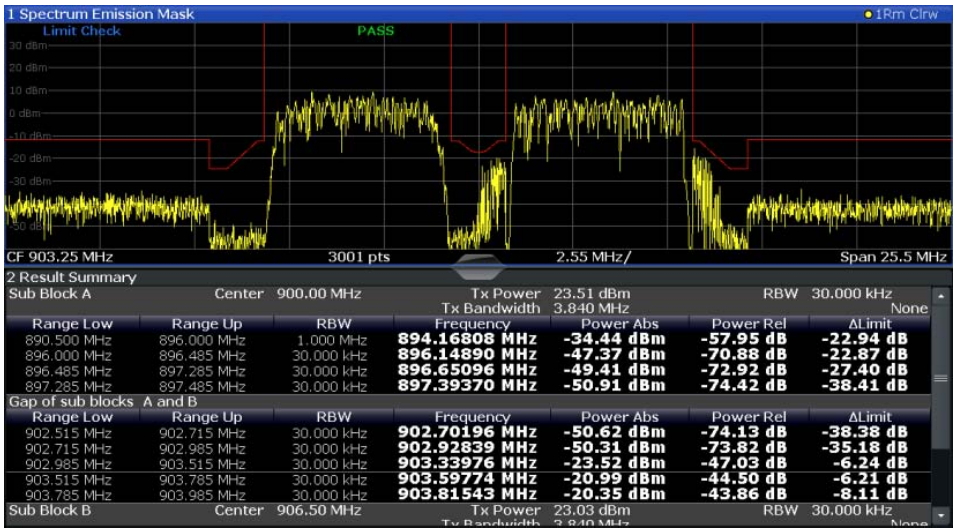 1 Spectrum Emission Mask 1Rm Clrw
Limit Check PASS
30 dBm
20 dBm
10 dBm
0 dBm
-10 dBm
-20 dBm
-30 dBm
-50 dBm
CF 903.25 MHz 3001 pts 2.55 MHz/ Span 25.5 MHz
2 Result Summary
Sub Block A Center 900.00 MHz Tx Power 23.51 dBm RBW 30.000 kHz
Tx Bandwidth 3.840 MHz None
Range Low Range Up RBW Frequency Power Abs Power Rel ΔLimit
890.500 MHz 896.000 MHz 1.000 MHz 894.16808 MHz -34.44 dBm -57.95 dB -22.94 dB
896.000 MHz 896.485 MHz 30.000 kHz 896.14890 MHz -47.37 dBm -70.88 dB -22.87 dB
896.485 MHz 897.285 MHz 30.000 kHz 896.65096 MHz -49.41 dBm -72.92 dB -27.40 dB
897.285 MHz 897.485 MHz 30.000 kHz 897.39370 MHz -50.91 dBm -74.42 dB -38.41 dB
Gap of sub blocks A and B
Range Low Range Up RBW Frequency Power Abs Power Rel ΔLimit
902.515 MHz 902.715 MHz 30.000 kHz 902.70196 MHz -50.62 dBm -74.13 dB -38.38 dB
902.715 MHz 902.985 MHz 30.000 kHz 902.92839 MHz -50.31 dBm -73.82 dB -35.18 dB
902.985 MHz 903.515 MHz 30.000 kHz 903.33976 MHz -23.52 dBm -47.03 dB -6.24 dB
903.515 MHz 903.785 MHz 30.000 kHz 903.59774 MHz -20.99 dBm -44.50 dB -6.21 dB
903.785 MHz 903.985 MHz 30.000 kHz 903.81543 MHz -20.35 dBm -43.86 dB -8.11 dB
Sub Block B Center 906.50 MHz Tx Power 23.03 dBm RBW 30.000 kHz
Tx Bandwidth 3.840 MHz None